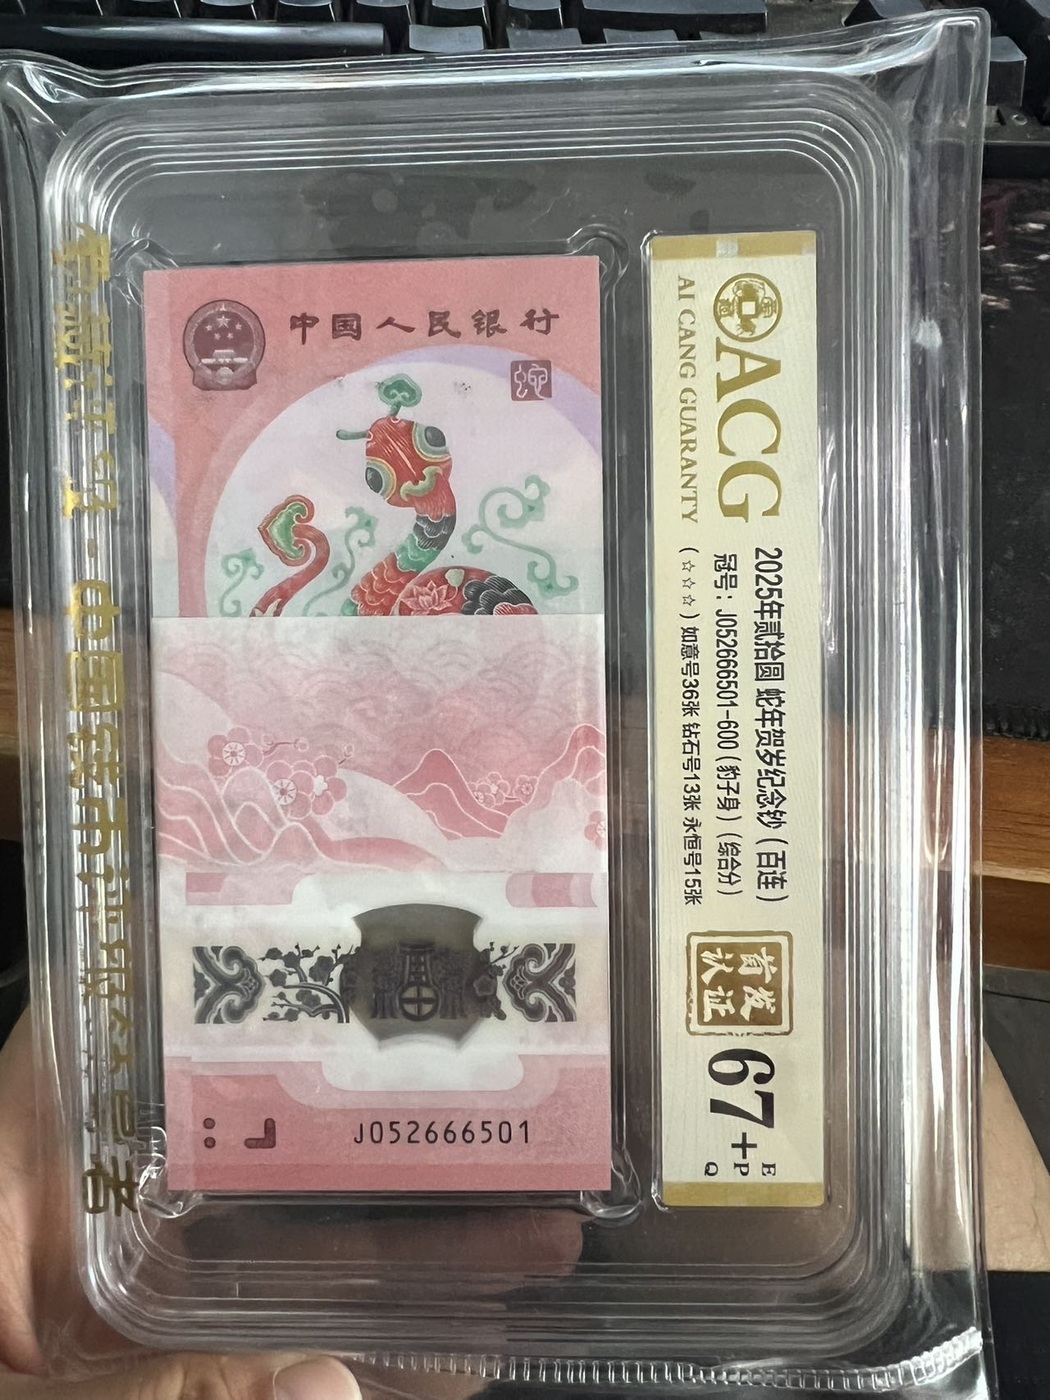 中国人民银行
蛇
J052666501
ACG
AI CANG GUARANTY
2025年贰拾圆 蛇年贺岁纪念钞（百连）
冠号：J052666501-600（豹子身）（综合分）
（☆☆☆）如意号36张 钻石号13张 永恒号15张
首发认证
67+
E
P
Q